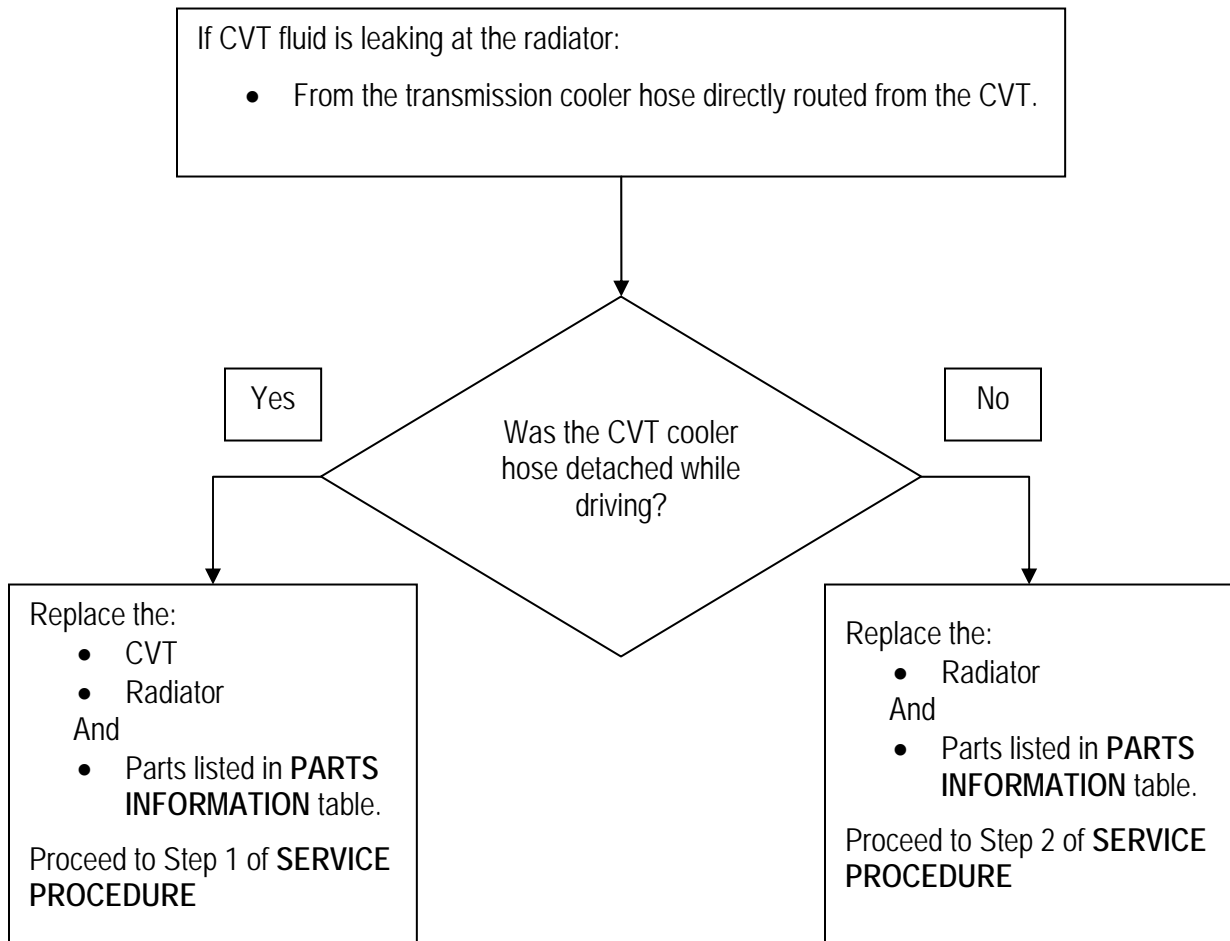 If CVT fluid is leaking at the radiator:
• From the transmission cooler hose directly routed from the CVT.
Yes
No
Was the CVT cooler
hose detached while
driving?
Replace the:
• CVT
• Radiator
And
• Parts listed in PARTS
INFORMATION table.
Proceed to Step 1 of SERVICE
PROCEDURE
Replace the:
• Radiator
And
• Parts listed in PARTS
INFORMATION table.
Proceed to Step 2 of SERVICE
PROCEDURE